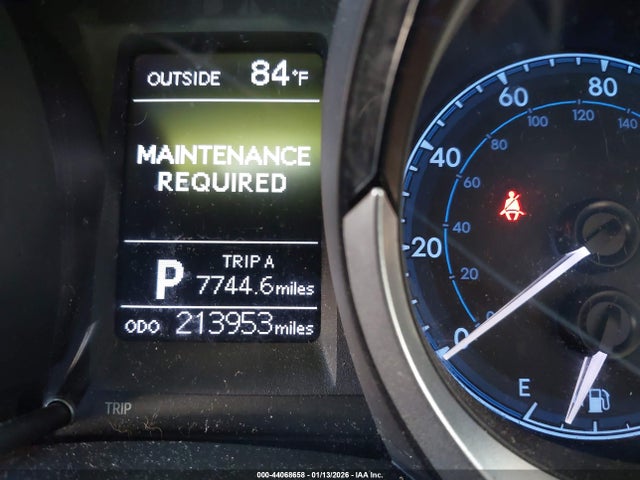 OUTSIDE 84°F
MAINTENANCE
REQUIRED
TRIP A
P 7744.6 miles
ODO 213953 miles
TRIP
0 20 40 60 80
0 20 40 60 80 100 120 140
E
000-44068658 - 01/13/2026 - IAA Inc.